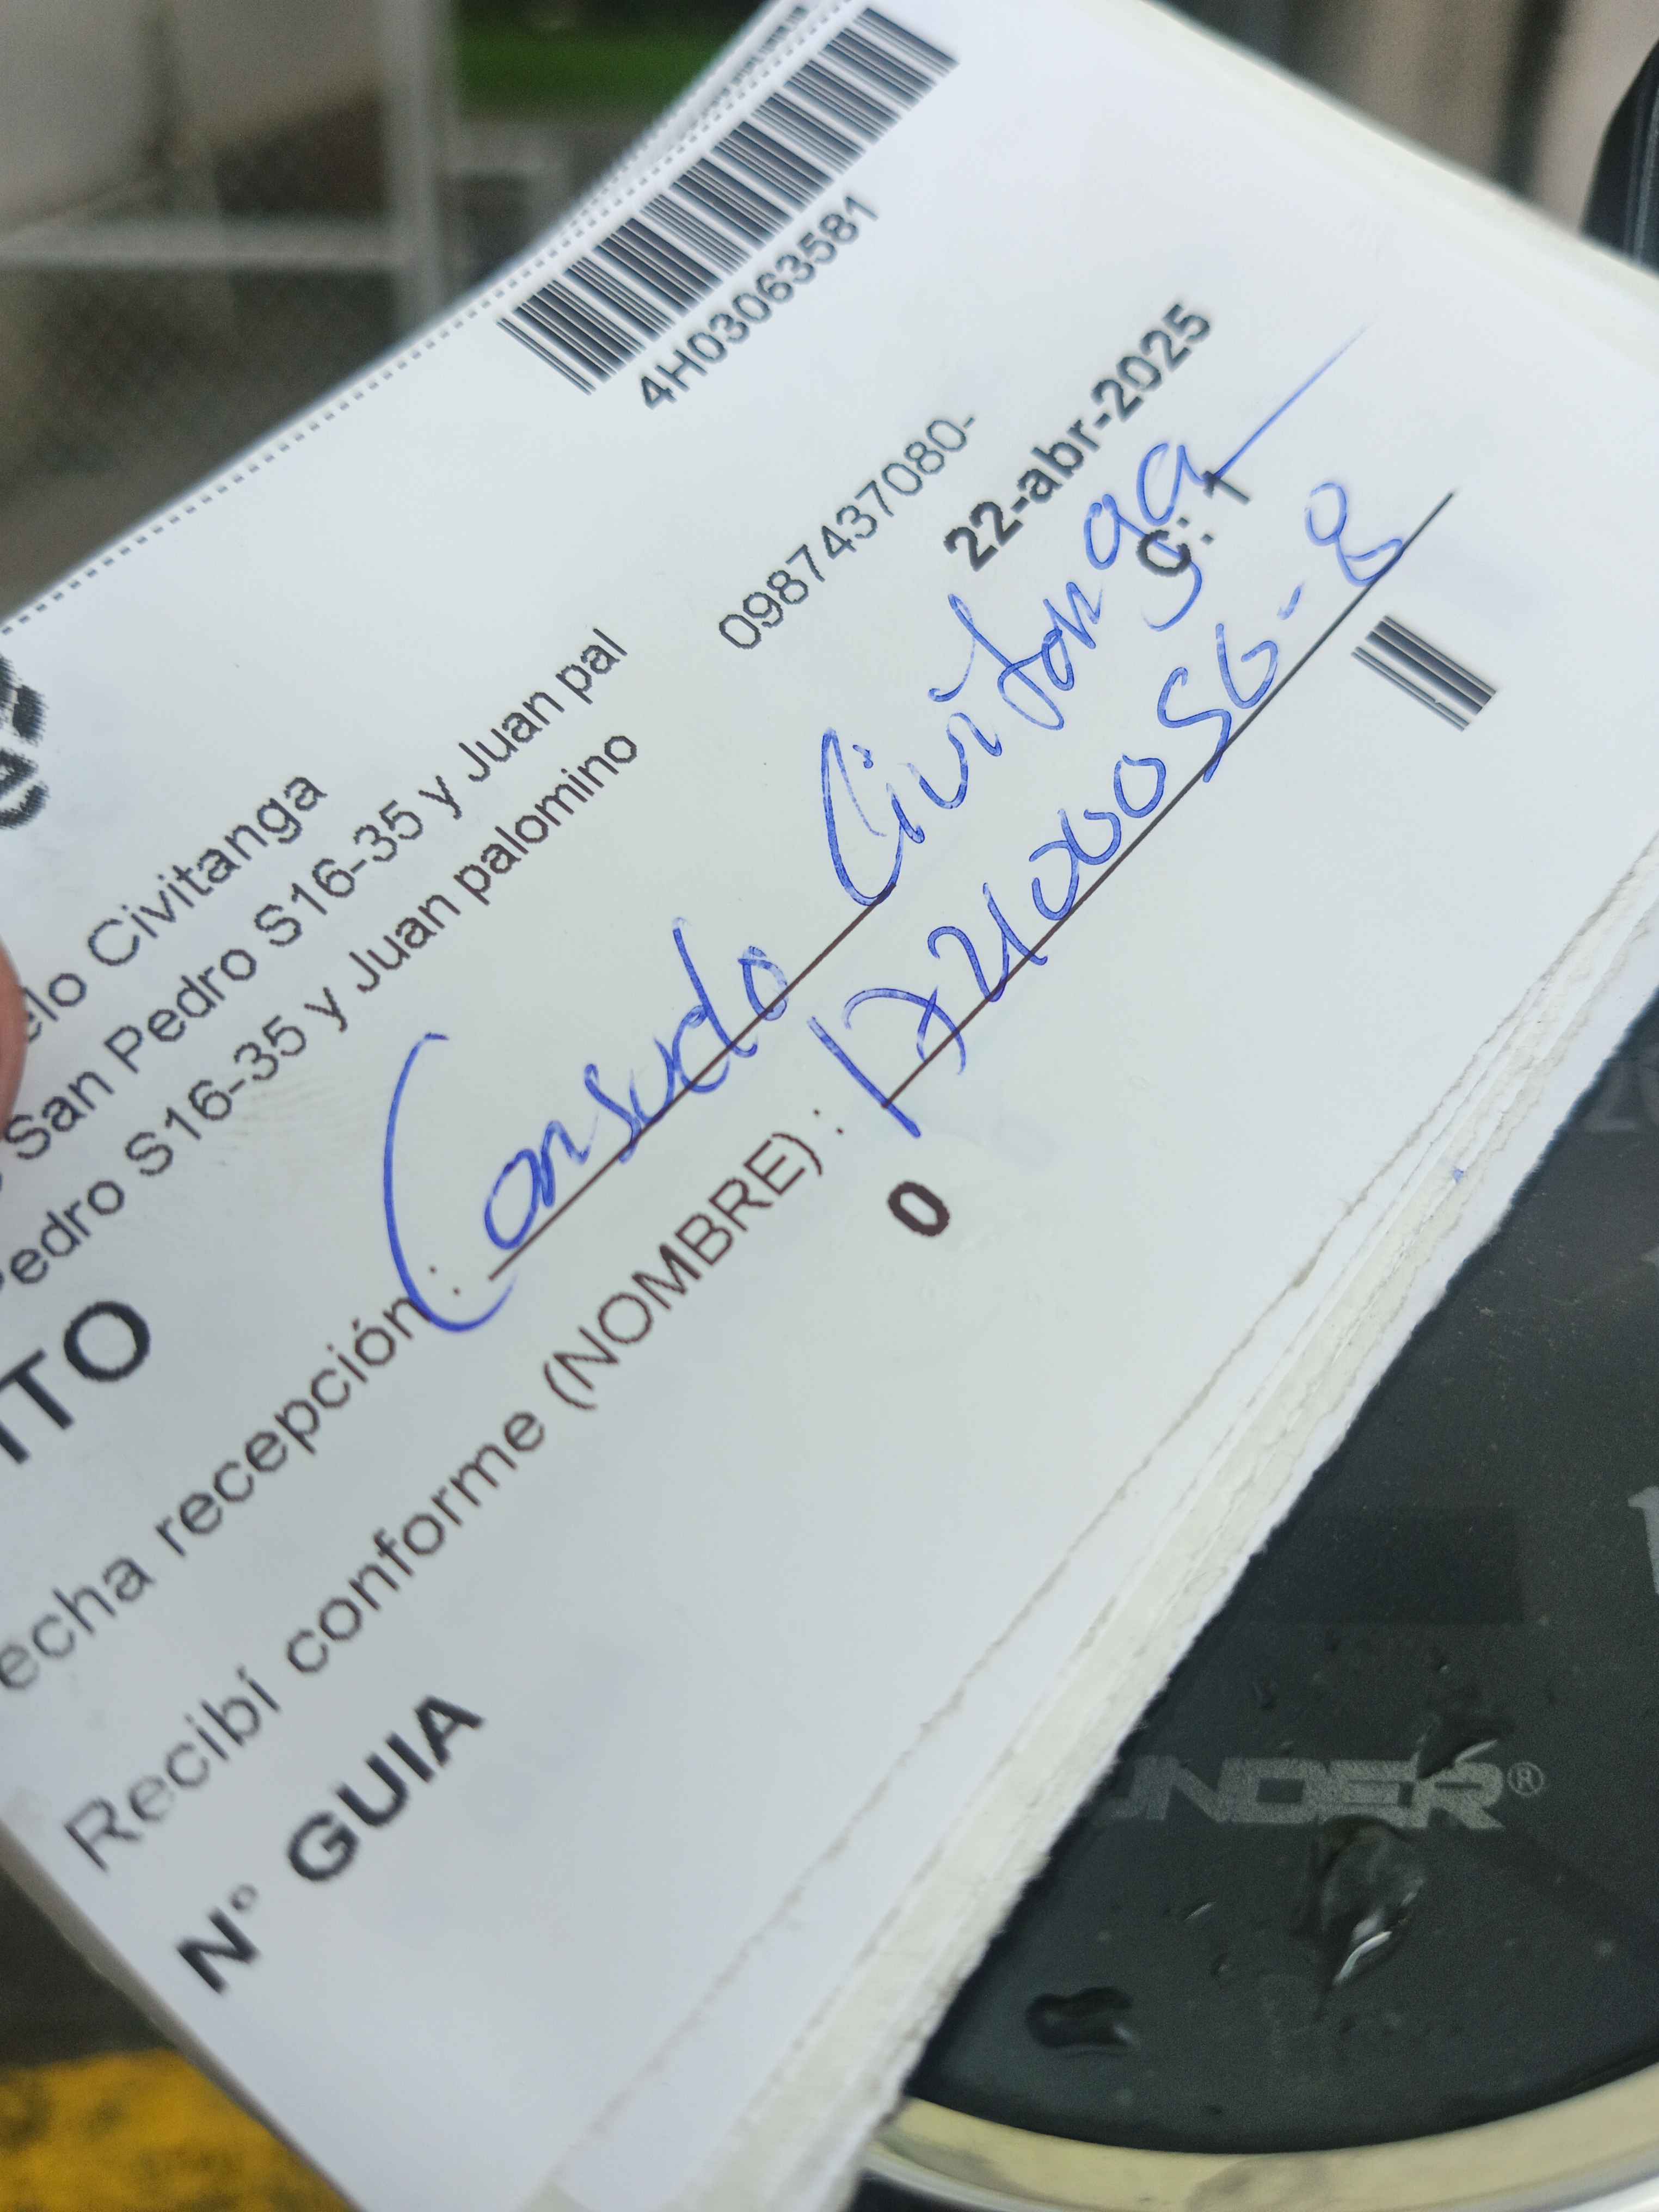 4H03063581
elo Civitanga
San Pedro S16-35 y Juan pal
0987437080-
Pedro S16-35 y Juan palomino
22-abr-2025
ITO
C: 1
echa recepción : Consuelo Civitanga
Recibí conforme (NOMBRE) :
Nº GUIA
0
UNDER®